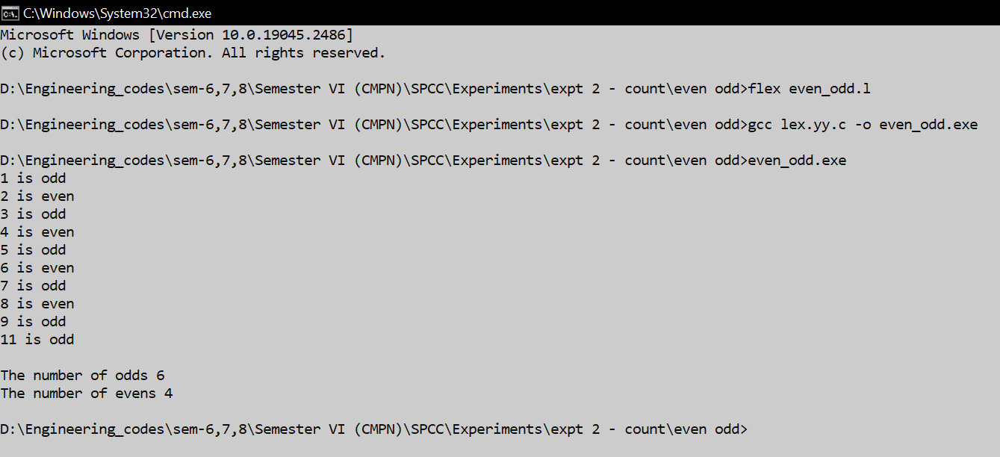 C:\Windows\System32\cmd.exe
Microsoft Windows [Version 10.0.19045.2486]
(c) Microsoft Corporation. All rights reserved.
D:\Engineering_codes\sem-6,7,8\Semester VI (CMPN)\SPCC\Experiments\expt 2 - count\even odd>flex even_odd.l
D:\Engineering_codes\sem-6,7,8\Semester VI (CMPN)\SPCC\Experiments\expt 2 - count\even odd>gcc lex.yy.c -o even_odd.exe
D:\Engineering_codes\sem-6,7,8\Semester VI (CMPN)\SPCC\Experiments\expt 2 - count\even odd>even_odd.exe
1 is odd
2 is even
3 is odd
4 is even
5 is odd
6 is even
7 is odd
8 is even
9 is odd
11 is odd
The number of odds 6
The number of evens 4
D:\Engineering_codes\sem-6,7,8\Semester VI (CMPN)\SPCC\Experiments\expt 2 - count\even odd>